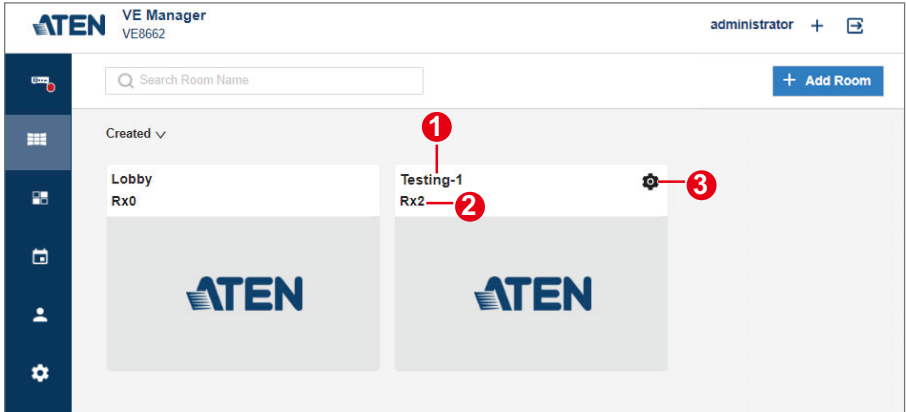 ATEN
VE Manager
VE8662
administrator
Search Room Name
+ Add Room
Created
1
Lobby
Rx0
Testing-1
Rx2
2
3
ATEN
ATEN